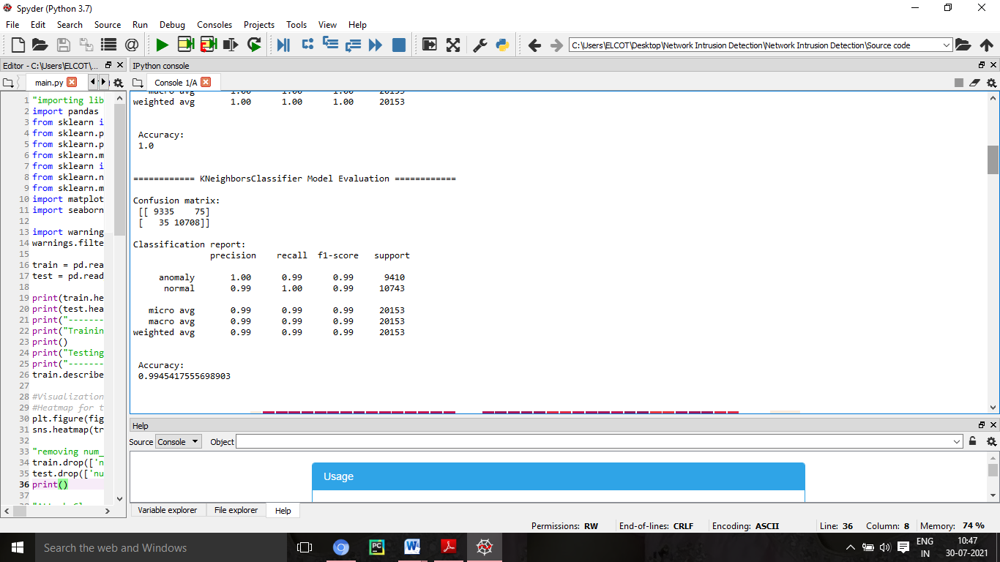 Spyder (Python 3.7)
File Edit Search Source Run Debug Consoles Projects Tools View Help
C:\Users\ELCOT\Desktop\Network Intrusion Detection\Network Intrusion Detection\Source code
Editor - C:\Users\ELCOT\...
main.py
1 "importing lib
2 import pandas
3 from sklearn i
4 from sklearn.p
5 from sklearn.p
6 from sklearn.m
7 from sklearn i
8 from sklearn.n
9 from sklearn.m
10 import matplot
11 import seaborn
12
13 import warning
14 warnings.filte
15
16 train = pd.rea
17 test = pd.read
18
19 print(train.he
20 print(test.hea
21 print("-------
22 print("Trainin
23 print()
24 print("Testing
25 print("-------
26 train.describe
27
28 #Visualization
29 #Heatmap for t
30 plt.figure(fig
31 sns.heatmap(tr
32
33 "removing num_
34 train.drop(['n
35 test.drop(['nu
36 print()
37
IPython console
Console 1/A
macro avg 1.00 1.00 1.00 20153
weighted avg 1.00 1.00 1.00 20153
Accuracy:
1.0
============ KNeighborsClassifier Model Evaluation ============
Confusion matrix:
[[ 9335 75]
[ 35 10708]]
Classification report:
precision recall f1-score support
anomaly 1.00 0.99 0.99 9410
normal 0.99 1.00 0.99 10743
micro avg 0.99 0.99 0.99 20153
macro avg 0.99 0.99 0.99 20153
weighted avg 0.99 0.99 0.99 20153
Accuracy:
0.9945417555698903
Help
Source Console Object
Usage
Variable explorer File explorer Help
Permissions: RW End-of-lines: CRLF Encoding: ASCII Line: 36 Column: 8 Memory: 74 %
Search the web and Windows
ENG
IN
10:47
30-07-2021